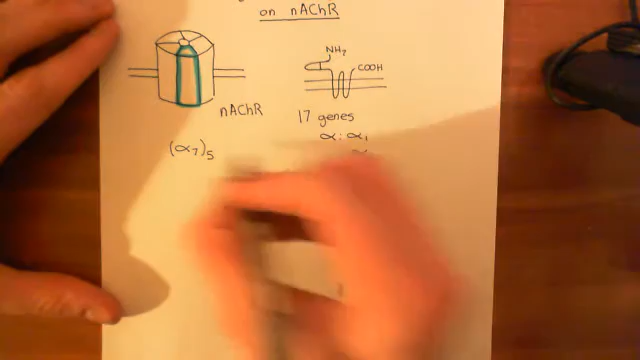 on nAChR
NH₂
COOH
nAChR
17 genes
α: α₁
(α₇)₅